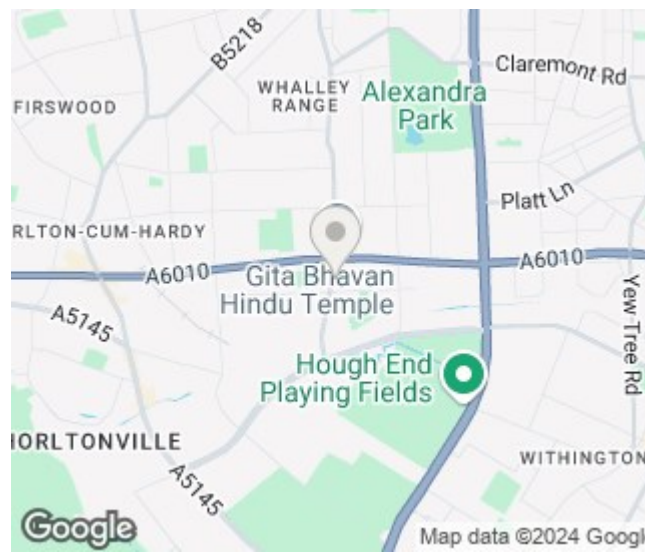 B5218
Claremont Rd
WHALLEY
RANGE
FIRSWOOD
Alexandra
Park
Platt Ln
RLTON-CUM-HARDY
A6010
A6010
Gita Bhavan
Hindu Temple
A5145
Yew Tree Rd
Hough End
Playing Fields
HORLTONVILLE
WITHINGTON
A5145
Google
Map data ©2024 Google